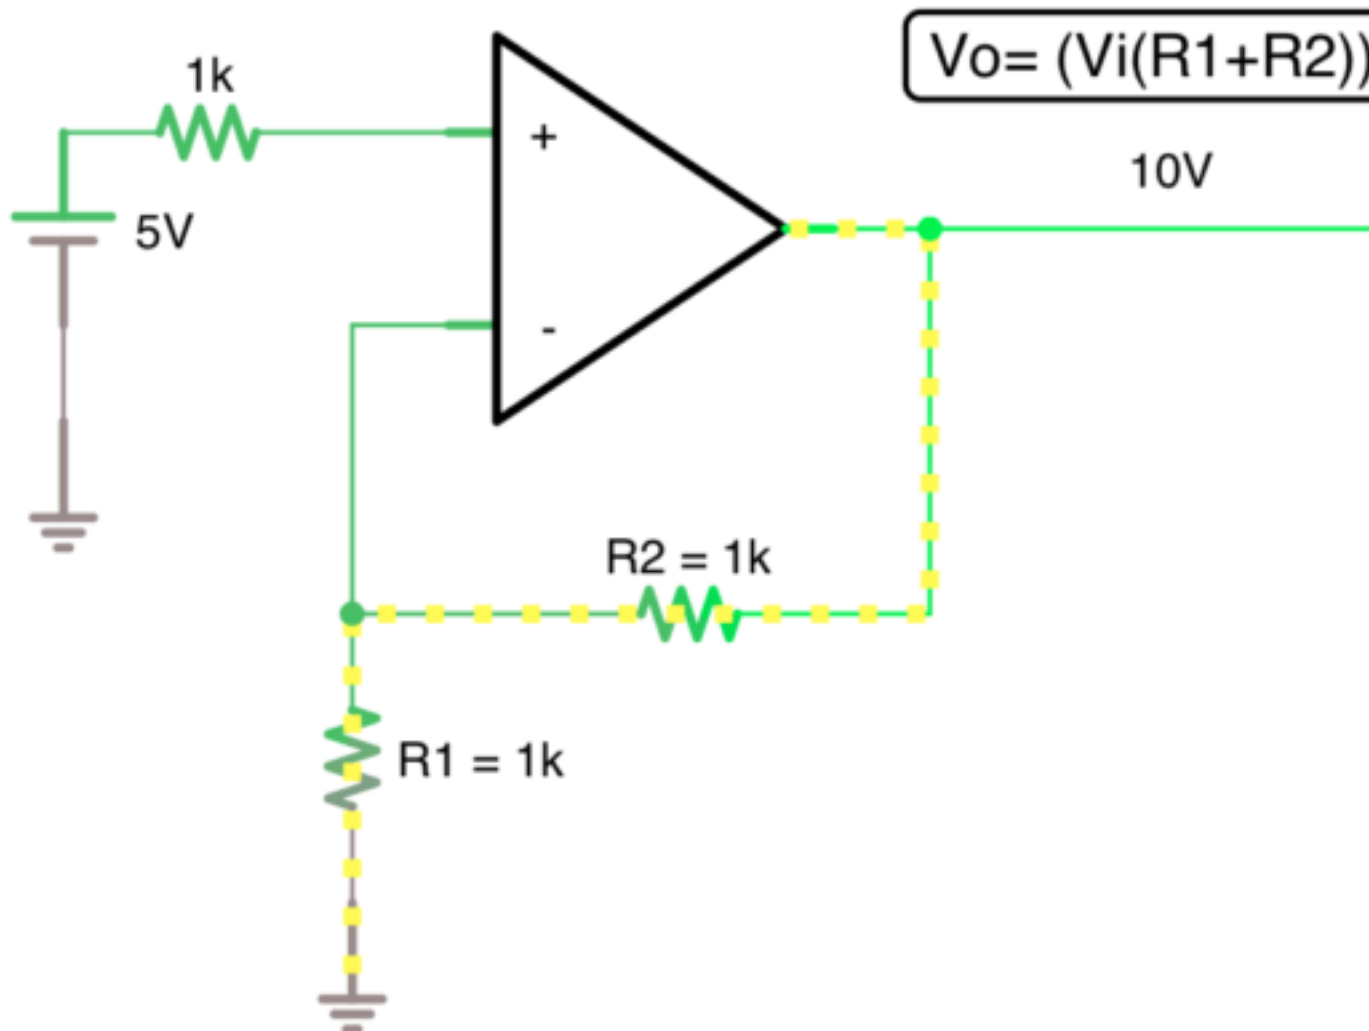 Vo= (Vi(R1+R2))
1k
10V
+
5V
-
R2 = 1k
R1 = 1k